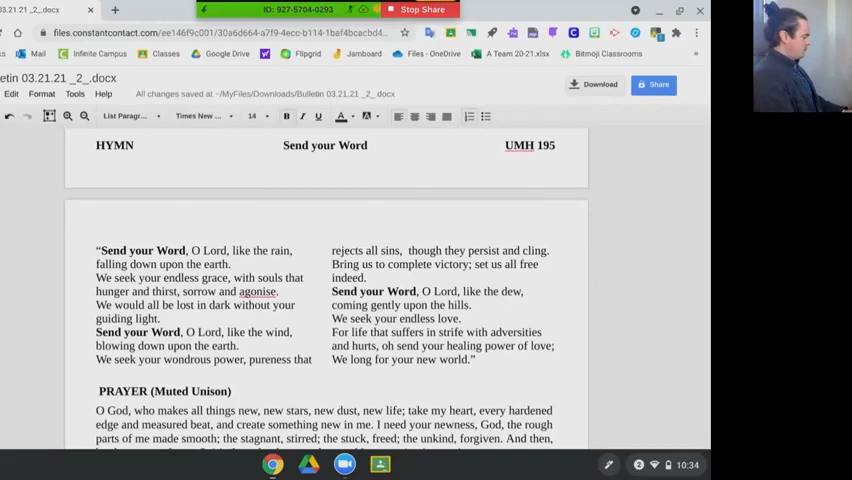 03.21.21 _2_.docx
ID: 927-5704-0293
Stop Share
files.constantcontact.com/ee146f9c001/30a6d664-a7f9-4ecc-b114-1baf4bcacbd4...
Mail
Infinite Campus
Classes
Google Drive
Flipgrid
Jamboard
Files - OneDrive
A Team 20-21.xlsx
Bitmoji Classrooms
etin 03.21.21 _2_.docx
Edit Format Tools Help
All changes saved at ~/MyFiles/Downloads/Bulletin 03.21.21 _2_.docx
Download
Share
List Paragr...
Times New ...
14
B I U A A
HYMN Send your Word UMH 195
“Send your Word, O Lord, like the rain,
falling down upon the earth.
We seek your endless grace, with souls that
hunger and thirst, sorrow and agonise.
We would all be lost in dark without your
guiding light.
Send your Word, O Lord, like the wind,
blowing down upon the earth.
We seek your wondrous power, pureness that
rejects all sins, though they persist and cling.
Bring us to complete victory; set us all free
indeed.
Send your Word, O Lord, like the dew,
coming gently upon the hills.
We seek your endless love.
For life that suffers in strife with adversities
and hurts, oh send your healing power of love;
We long for your new world.”
PRAYER (Muted Unison)
O God, who makes all things new, new stars, new dust, new life; take my heart, every hardened
edge and measured beat, and create something new in me. I need your newness, God, the rough
parts of me made smooth; the stagnant, stirred; the stuck, freed; the unkind, forgiven. And then,
2
10:34